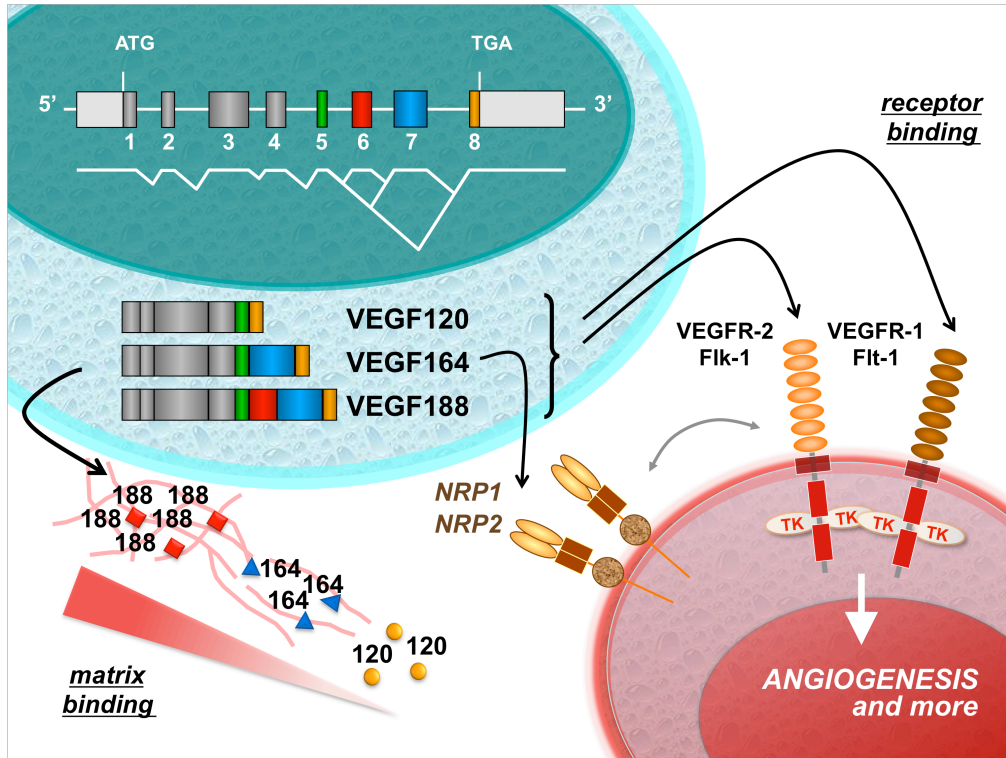 ATG
TGA
5’
3’
1 2 3 4 5 6 7 8
receptor
binding
VEGF120
VEGF164
VEGF188
VEGFR-2
Flk-1
VEGFR-1
Flt-1
NRP1
NRP2
188
188
188
188
188
164
164
164
120
120
TK
TK
TK
TK
matrix
binding
ANGIOGENESIS
and more